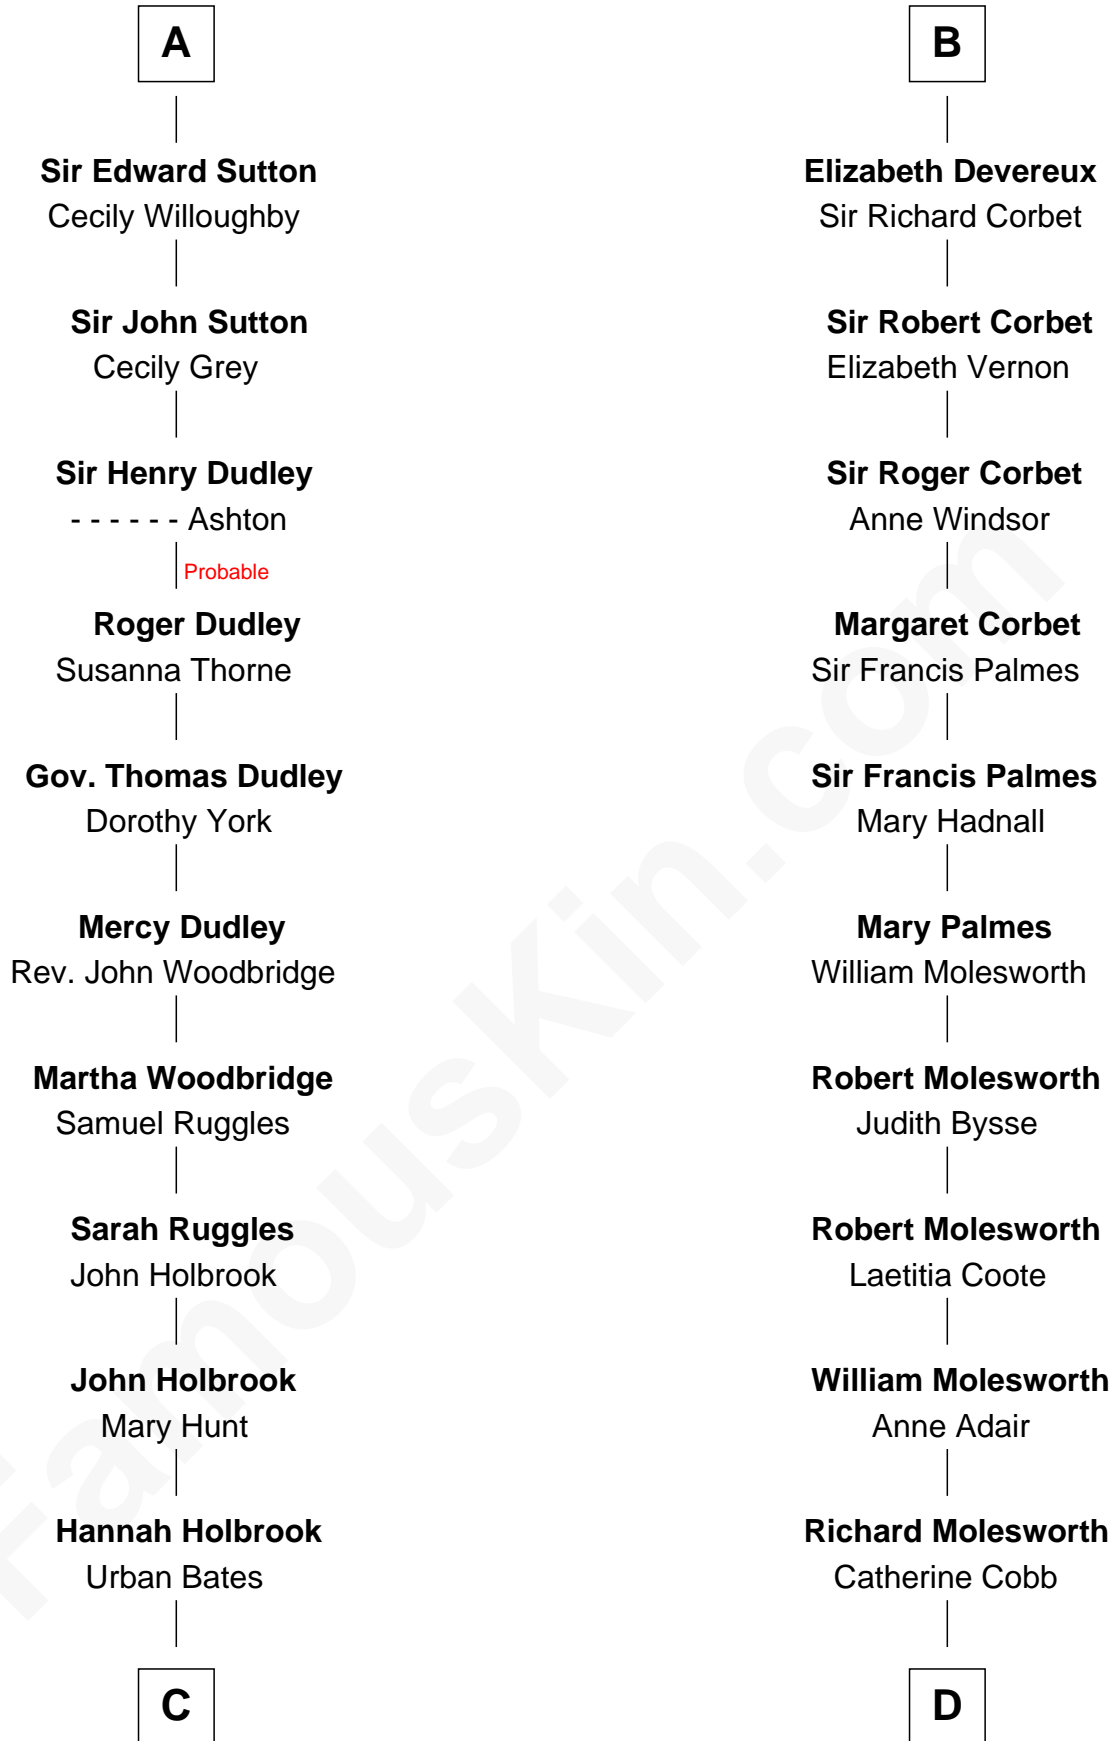 A
Sir Edward Sutton
Cecily Willoughby
Sir John Sutton
Cecily Grey
Sir Henry Dudley
- - - - - - Ashton
Probable
Roger Dudley
Susanna Thorne
Gov. Thomas Dudley
Dorothy York
Mercy Dudley
Rev. John Woodbridge
Martha Woodbridge
Samuel Ruggles
Sarah Ruggles
John Holbrook
John Holbrook
Mary Hunt
Hannah Holbrook
Urban Bates
C
B
Elizabeth Devereux
Sir Richard Corbet
Sir Robert Corbet
Elizabeth Vernon
Sir Roger Corbet
Anne Windsor
Margaret Corbet
Sir Francis Palmes
Sir Francis Palmes
Mary Hadnall
Mary Palmes
William Molesworth
Robert Molesworth
Judith Bysse
Robert Molesworth
Laetitia Coote
William Molesworth
Anne Adair
Richard Molesworth
Catherine Cobb
D
FamousKin.com